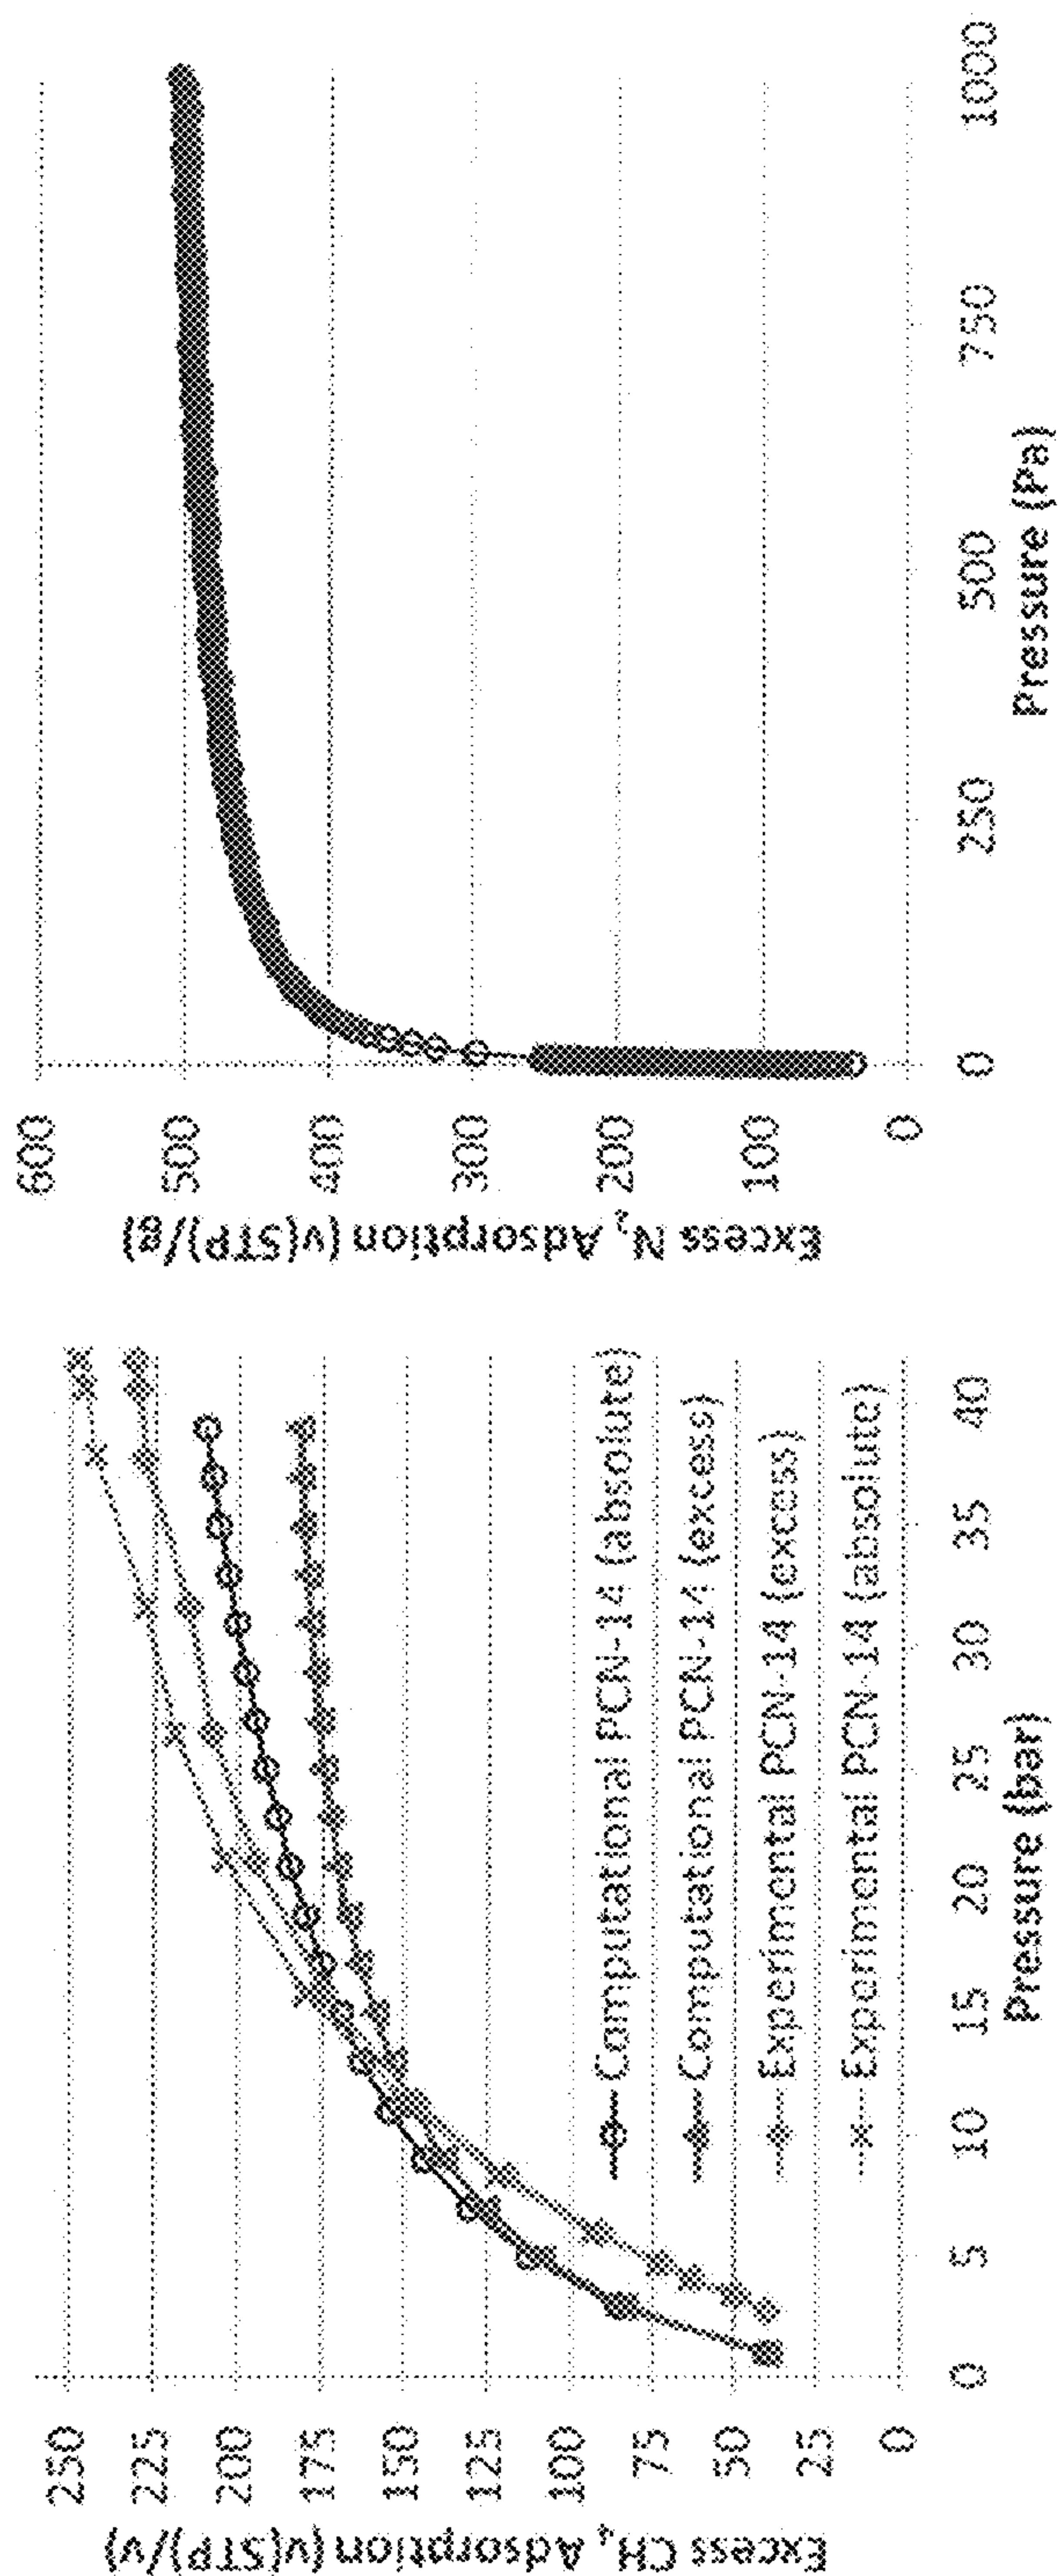 Excess CH₄ Adsorption (v(STP)/v)
250
225
200
175
150
125
100
75
50
25
0
Computational PCN-14 (absolute)
Computational PCN-14 (excess)
Experimental PCN-14 (excess)
Experimental PCN-14 (absolute)
0 5 10 15 20 25 30 35 40
Pressure (bar)
Excess N₂ Adsorption (v(STP)/g)
600
500
400
300
200
100
0
0 250 500 750 1000
Pressure (Pa)